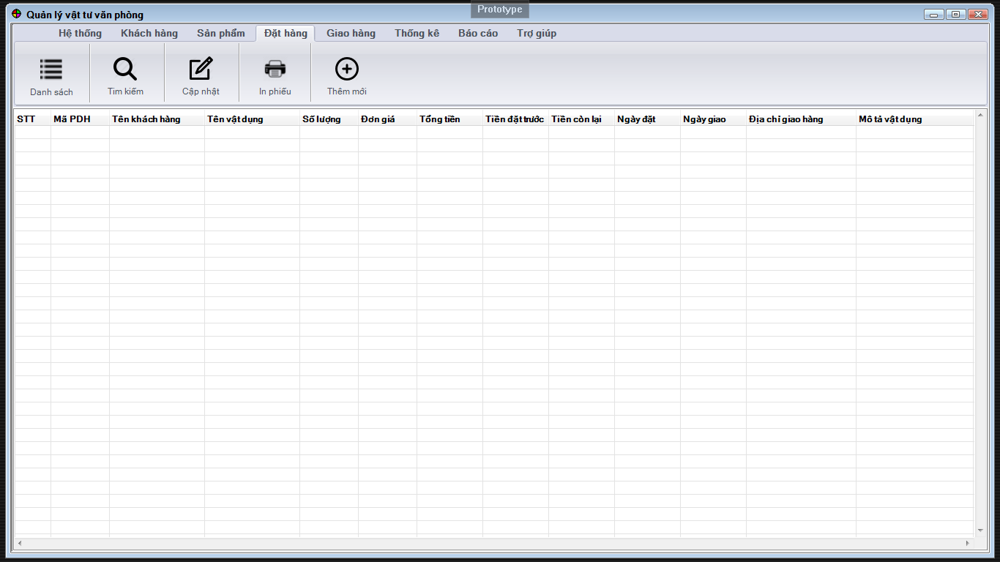 Prototype
Quản lý vật tư văn phòng
Hệ thống Khách hàng Sản phẩm Đặt hàng Giao hàng Thống kê Báo cáo Trợ giúp
Danh sách Tìm kiếm Cập nhật In phiếu Thêm mới
STT Mã PDH Tên khách hàng Tên vật dụng Số lượng Đơn giá Tổng tiền Tiền đặt trước Tiền còn lại Ngày đặt Ngày giao Địa chỉ giao hàng Mô tả vật dụng